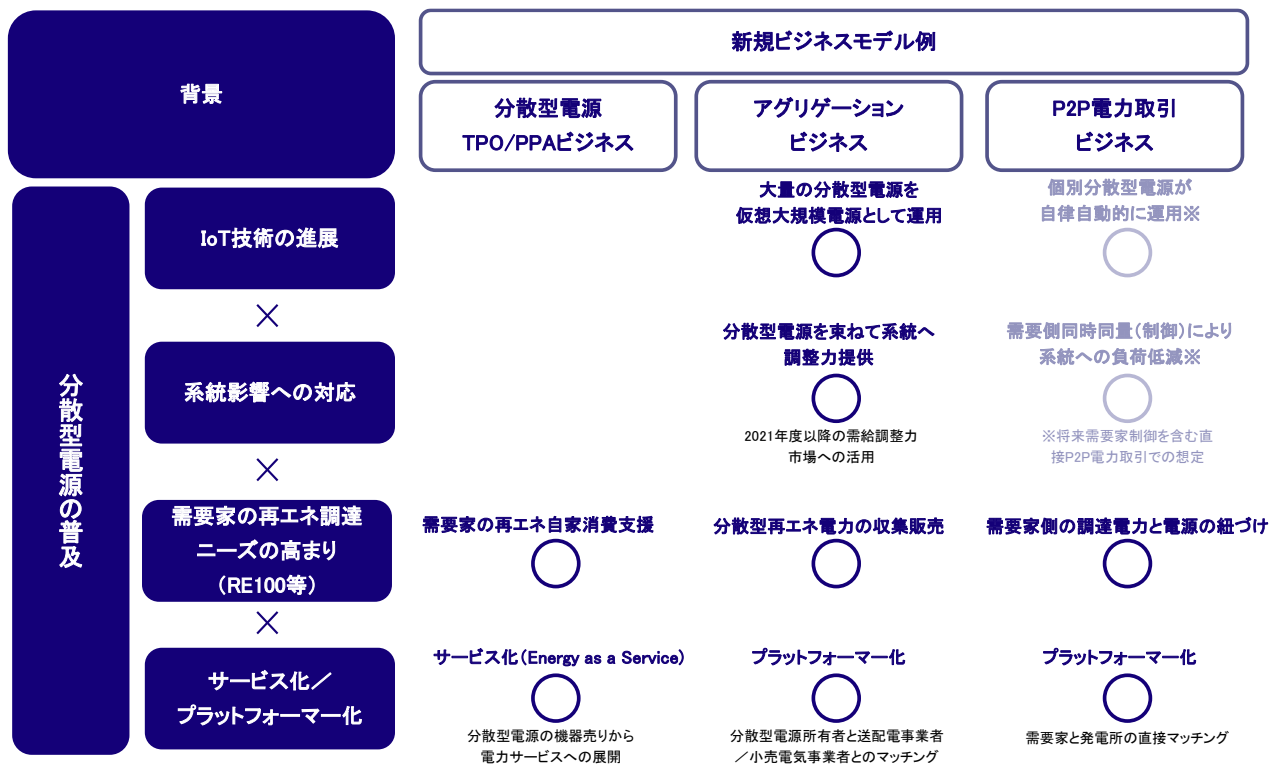 背景
新規ビジネスモデル例
分散型電源
TPO/PPAビジネス
アグリゲーション
ビジネス
P2P電力取引
ビジネス
分散型電源の普及
IoT技術の進展
大量の分散型電源を
仮想大規模電源として運用
個別分散型電源が
自律自動的に運用※
×
系統影響への対応
分散型電源を束ねて系統へ
調整力提供
2021年度以降の需給調整力
市場への活用
需要側同時同量（制御）により
系統への負荷低減※
※将来需要家制御を含む直
接P2P電力取引での想定
×
需要家の再エネ調達
ニーズの高まり
（RE100等）
需要家の再エネ自家消費支援
分散型再エネ電力の収集販売
需要家側の調達電力と電源の紐づけ
×
サービス化／
プラットフォーマー化
サービス化（Energy as a Service）
分散型電源の機器売りから
電力サービスへの展開
プラットフォーマー化
分散型電源所有者と送配電事業者
／小売電気事業者とのマッチング
プラットフォーマー化
需要家と発電所の直接マッチング